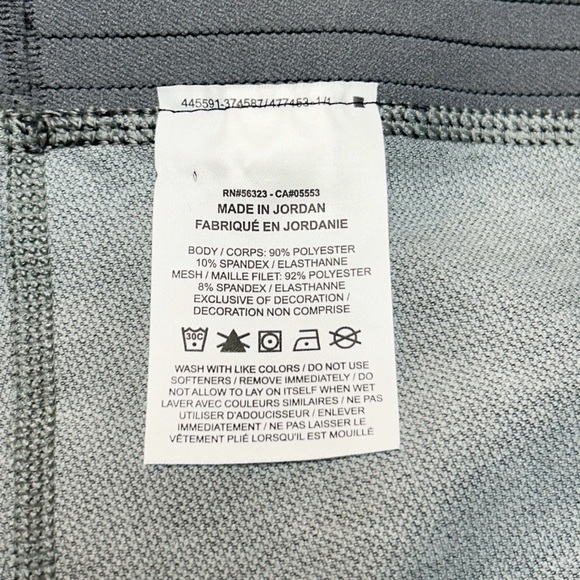 445591-374587/477453-1/1
RN#56323 - CA#05553
MADE IN JORDAN
FABRIQUÉ EN JORDANIE
BODY / CORPS: 90% POLYESTER
10% SPANDEX / ELASTHANNE
MESH / MAILLE FILET: 92% POLYESTER
8% SPANDEX / ELASTHANNE
EXCLUSIVE OF DECORATION /
DECORATION NON COMPRISE
30C
WASH WITH LIKE COLORS / DO NOT USE
SOFTENERS / REMOVE IMMEDIATELY / DO
NOT ALLOW TO LAY ON ITSELF WHEN WET
LAVER AVEC COULEURS SIMILAIRES / NE PAS
UTILISER D'ADOUCISSEUR / ENLEVER
IMMEDIATEMENT / NE PAS LAISSER LE
VÊTEMENT PLIÉ LORSQU'IL EST MOUILLÉ